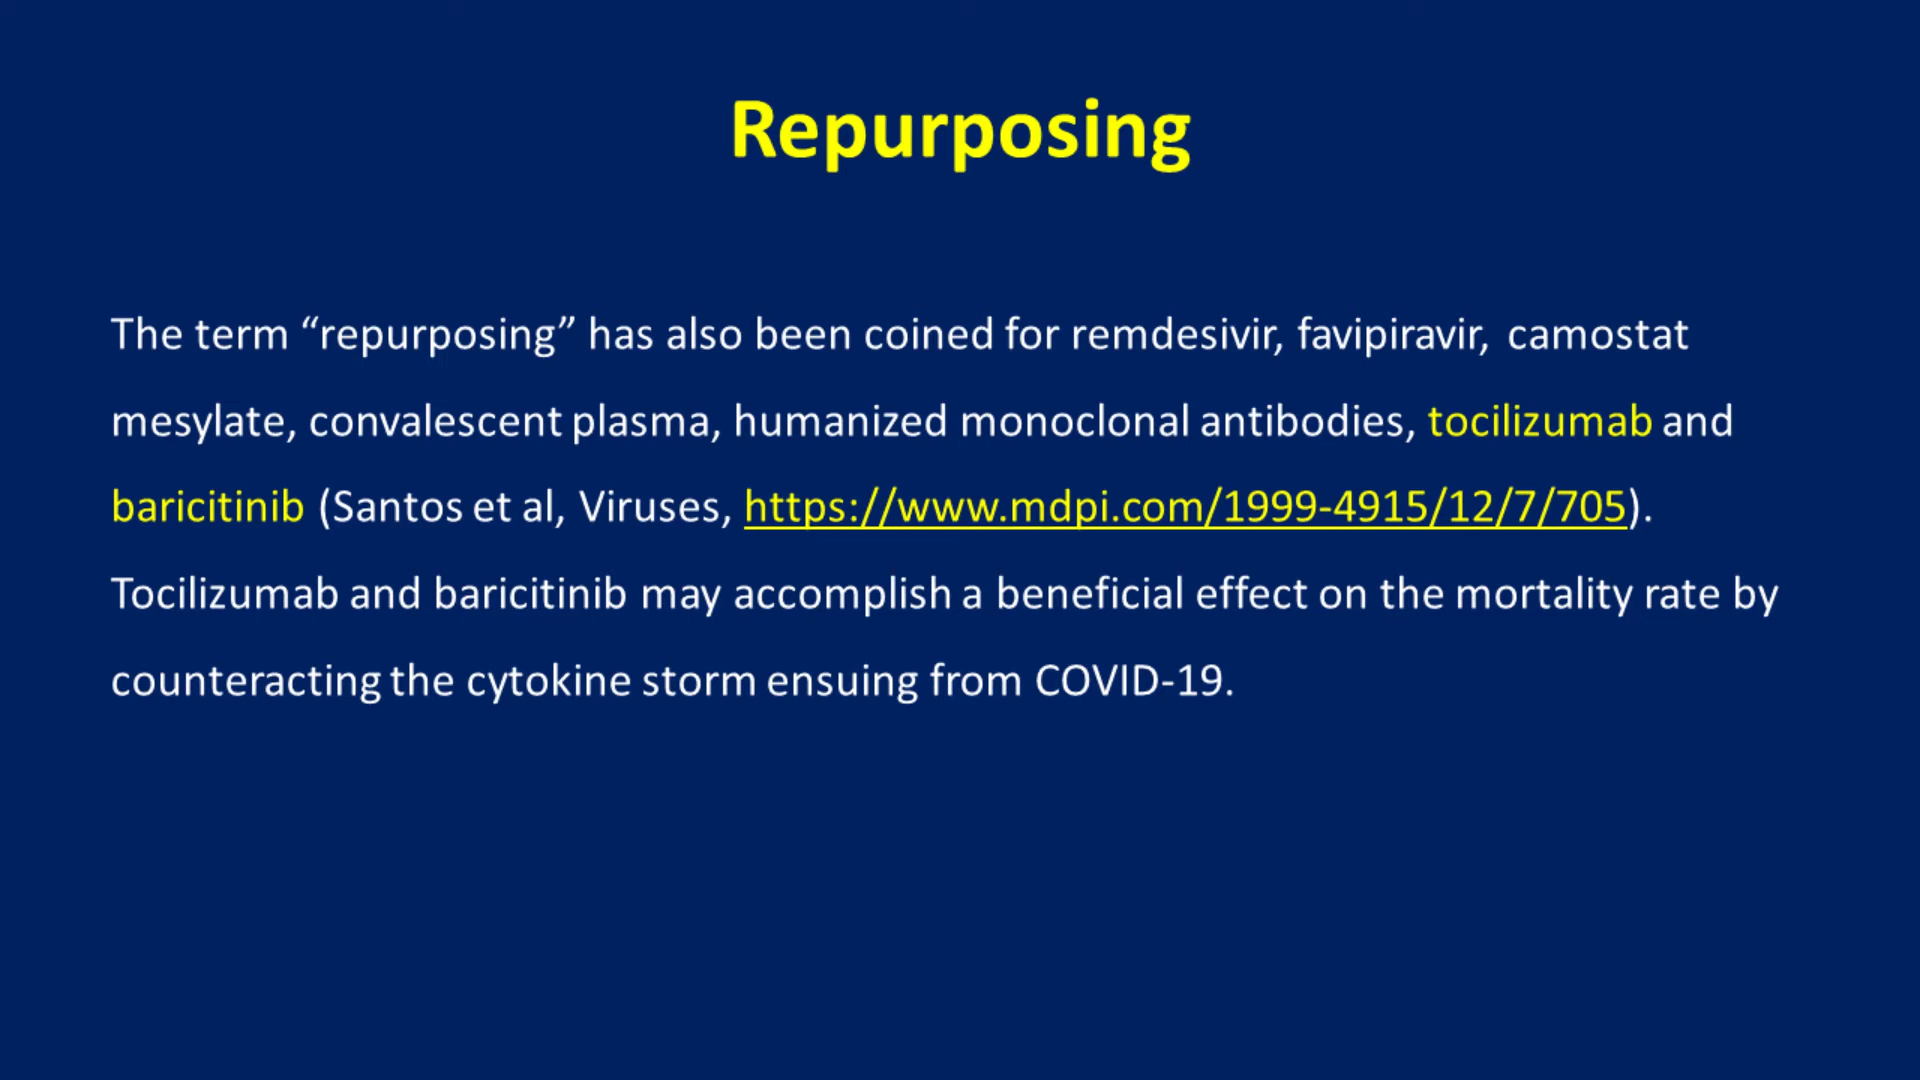 Repurposing
The term “repurposing” has also been coined for remdesivir, favipiravir, camostat
mesylate, convalescent plasma, humanized monoclonal antibodies, tocilizumab and
baricitinib (Santos et al, Viruses, https://www.mdpi.com/1999-4915/12/7/705).
Tocilizumab and baricitinib may accomplish a beneficial effect on the mortality rate by
counteracting the cytokine storm ensuing from COVID-19.